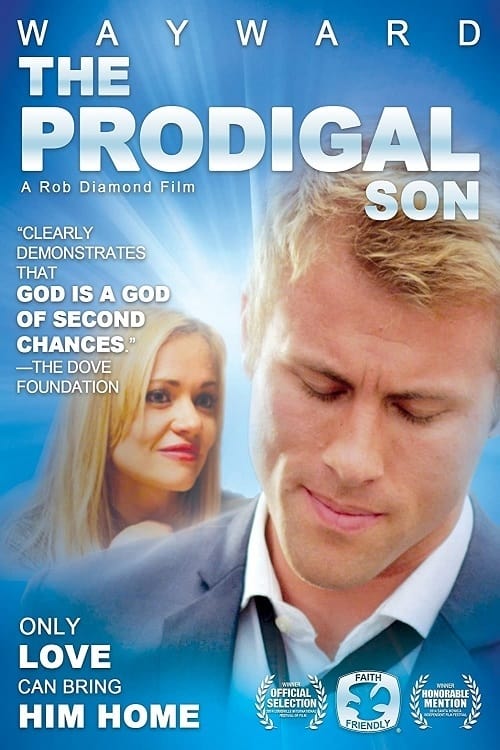 WAYWARD
THE
PRODIGAL
SON
A Rob Diamond Film
“CLEARLY
DEMONSTRATES
THAT
GOD IS A GOD
OF SECOND
CHANCES.”
—THE DOVE
FOUNDATION
ONLY
LOVE
CAN BRING
HIM HOME
WINNER
OFFICIAL
SELECTION
FAITH
FRIENDLY
WINNER
HONORABLE
MENTION